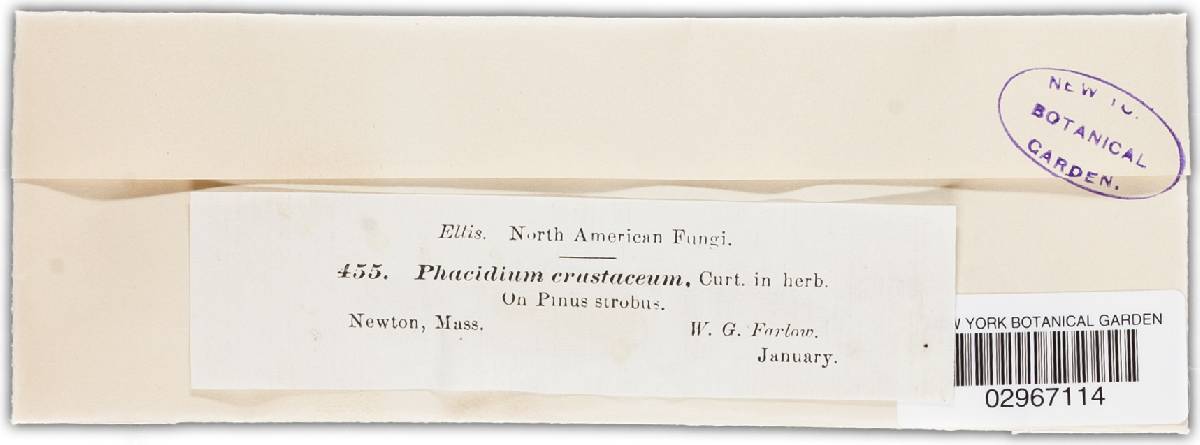 NEW YO.
BOTANICAL
GARDEN.
Ellis. North American Fungi.
455. Phacidium crustaceum, Curt. in herb.
On Pinus strobus.
Newton, Mass.
W. G. Farlow.
January.
W YORK BOTANICAL GARDEN
02967114